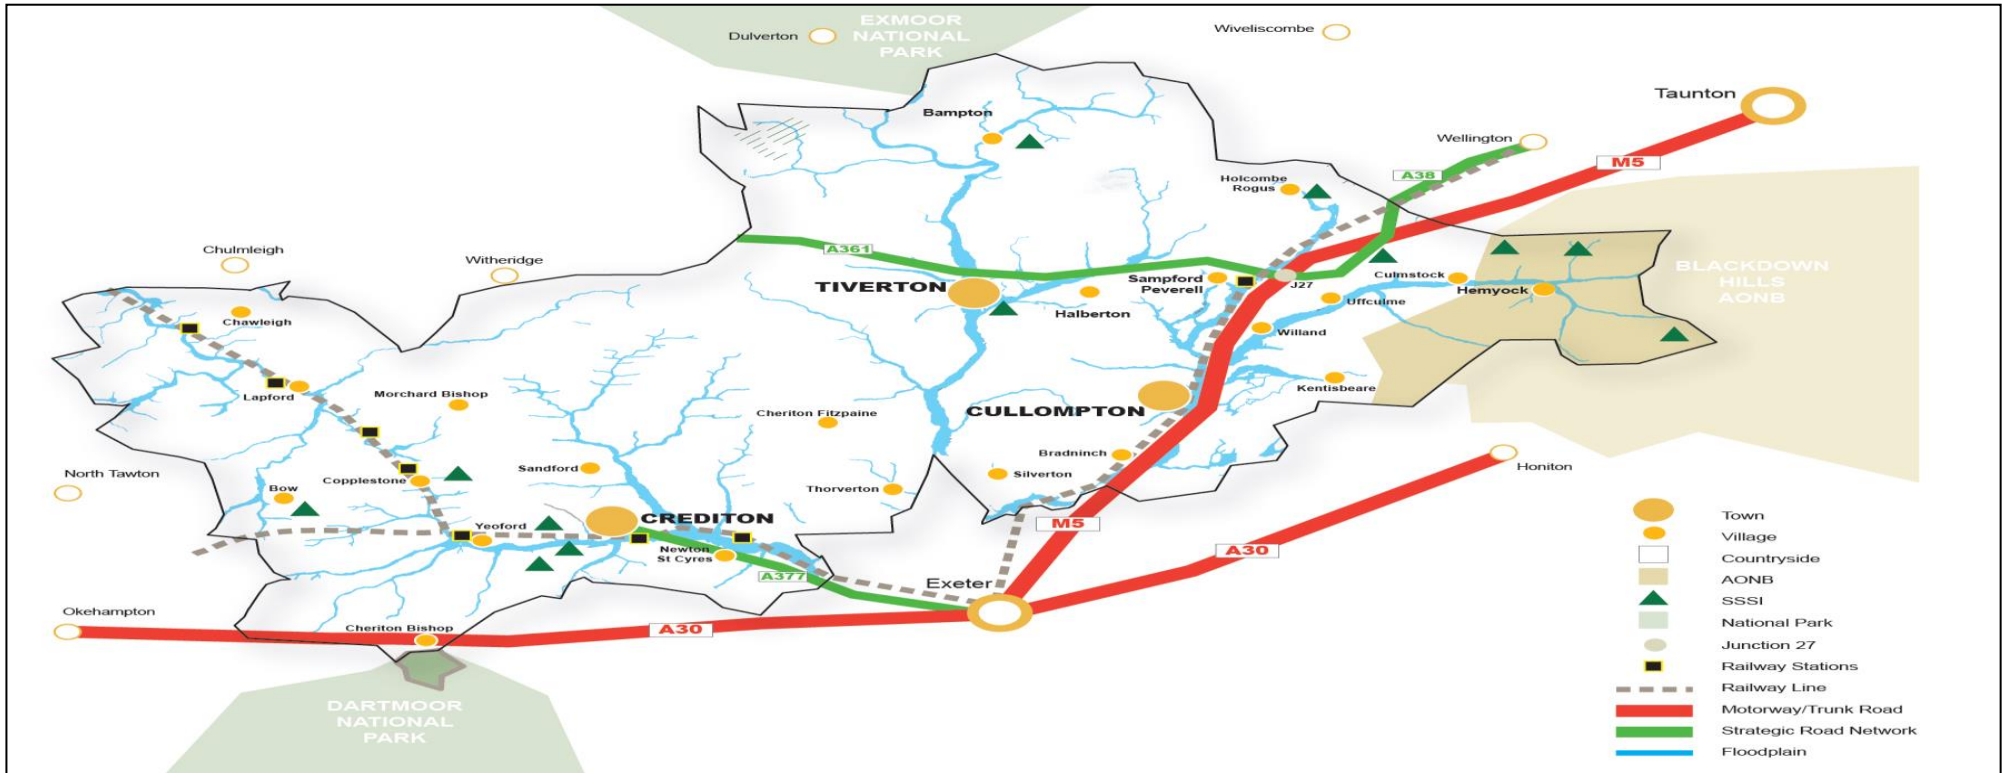 EXMOOR
NATIONAL
PARK
Dulverton
Wiveliscombe
Taunton
Bampton
Wellington
M5
A38
Holcombe
Rogus
Chulmleigh
Witheridge
A361
TIVERTON
Sampford
Peverell
J27
Culmstock
Hemyock
BLACKDOWN
HILLS
AONB
Uffculme
Halberton
Chawleigh
Willand
Lapford
Morchard Bishop
Kentisbeare
Cheriton Fitzpaine
CULLOMPTON
Bradninch
North Tawton
Sandford
Silverton
Honiton
Copplestone
Bow
Thorverton
CREDITON
Yeoford
M5
Newton
St Cyres
A30
A377
Exeter
Okehampton
Cheriton Bishop
A30
DARTMOOR
NATIONAL
PARK
Town
Village
Countryside
AONB
SSSI
National Park
Junction 27
Railway Stations
Railway Line
Motorway/Trunk Road
Strategic Road Network
Floodplain